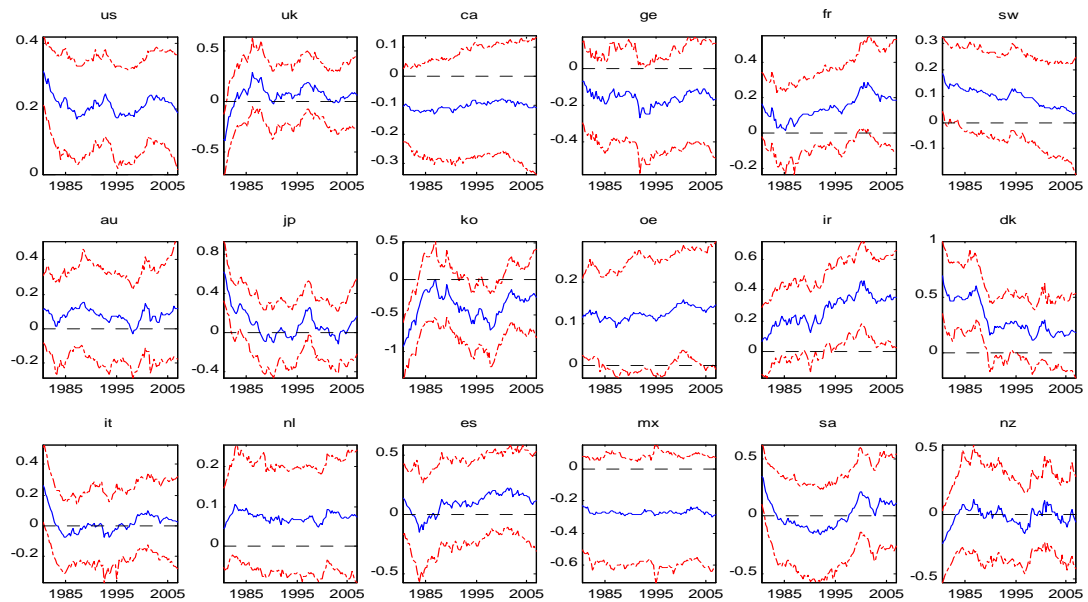 us uk ca ge fr sw
0.4 0.5 0.1 0 0.4 0.3
0.2 0 0 -0.2 0.2 0.2
0 -0.5 -0.1 -0.4 0 0.1
-0.3 -0.2 0
-0.1
1985 1995 2005 1985 1995 2005 1985 1995 2005 1985 1995 2005 1985 1995 2005 1985 1995 2005
au jp ko oe ir dk
0.4 0.8 0.5 0.2 0.6 1
0.2 0.4 0 0.1 0.4 0.5
0 0 -0.5 0 0.2 0
-0.2 -0.4 -1 0
1985 1995 2005 1985 1995 2005 1985 1995 2005 1985 1995 2005 1985 1995 2005 1985 1995 2005
it nl es mx sa nz
0.4 0.2 0.5 0 0.5 0.5
0.2 0.1 0 -0.2 0 0
0 0 -0.5 -0.4 -0.5 -0.5
-0.2 -0.6
1985 1995 2005 1985 1995 2005 1985 1995 2005 1985 1995 2005 1985 1995 2005 1985 1995 2005